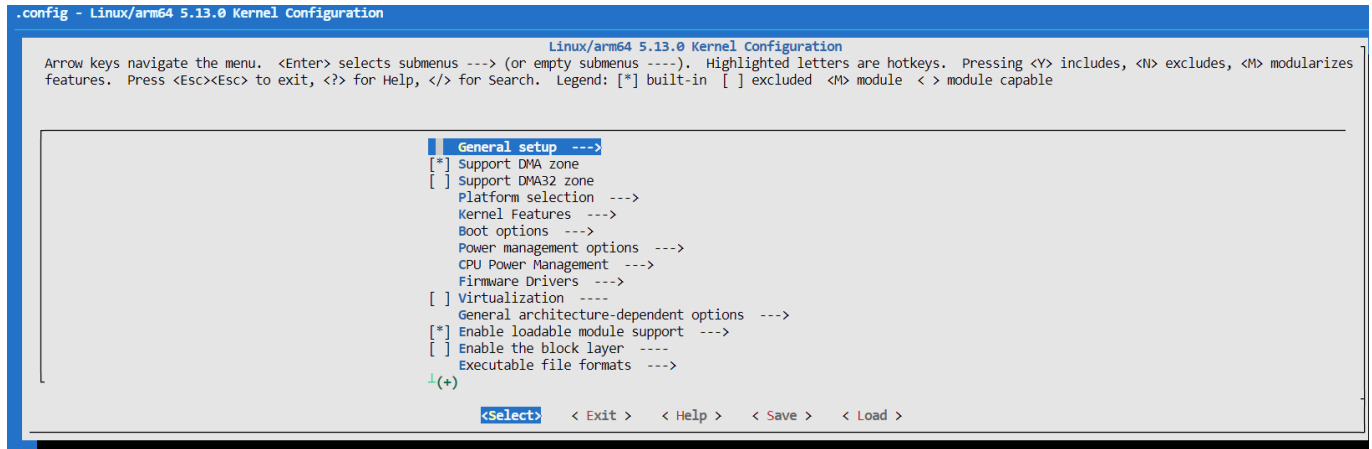 .config - Linux/arm64 5.13.0 Kernel Configuration
Linux/arm64 5.13.0 Kernel Configuration
Arrow keys navigate the menu.  <Enter> selects submenus ---> (or empty submenus ----).  Highlighted letters are hotkeys.  Pressing <Y> includes, <N> excludes, <M> modularizes
features.  Press <Esc><Esc> to exit, <?> for Help, </> for Search.  Legend: [*] built-in  [ ] excluded  <M> module  < > module capable
General setup  --->
[*] Support DMA zone
[ ] Support DMA32 zone
Platform selection  --->
Kernel Features  --->
Boot options  --->
Power management options  --->
CPU Power Management  --->
Firmware Drivers  --->
[ ] Virtualization  ----
General architecture-dependent options  --->
[*] Enable loadable module support  --->
[ ] Enable the block layer  ----
Executable file formats  --->
┴(+)
<Select>    < Exit >    < Help >    < Save >    < Load >